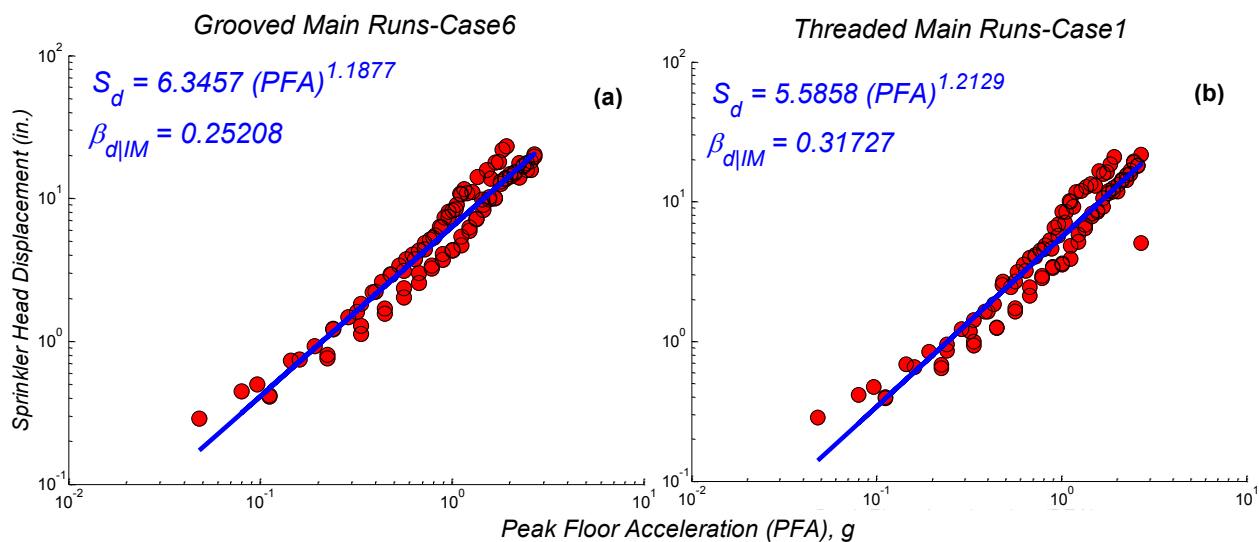 Grooved Main Runs-Case6
S_d = 6.3457 (PFA)^1.1877
β_d|IM = 0.25208
(a)
Sprinkler Head Displacement (in.)
10^2
10^1
10^0
10^-1
10^-2
10^-1
10^0
10^1
Threaded Main Runs-Case1
S_d = 5.5858 (PFA)^1.2129
β_d|IM = 0.31727
(b)
10^2
10^1
10^0
10^-1
10^-2
10^-1
10^0
10^1
Peak Floor Acceleration (PFA), g